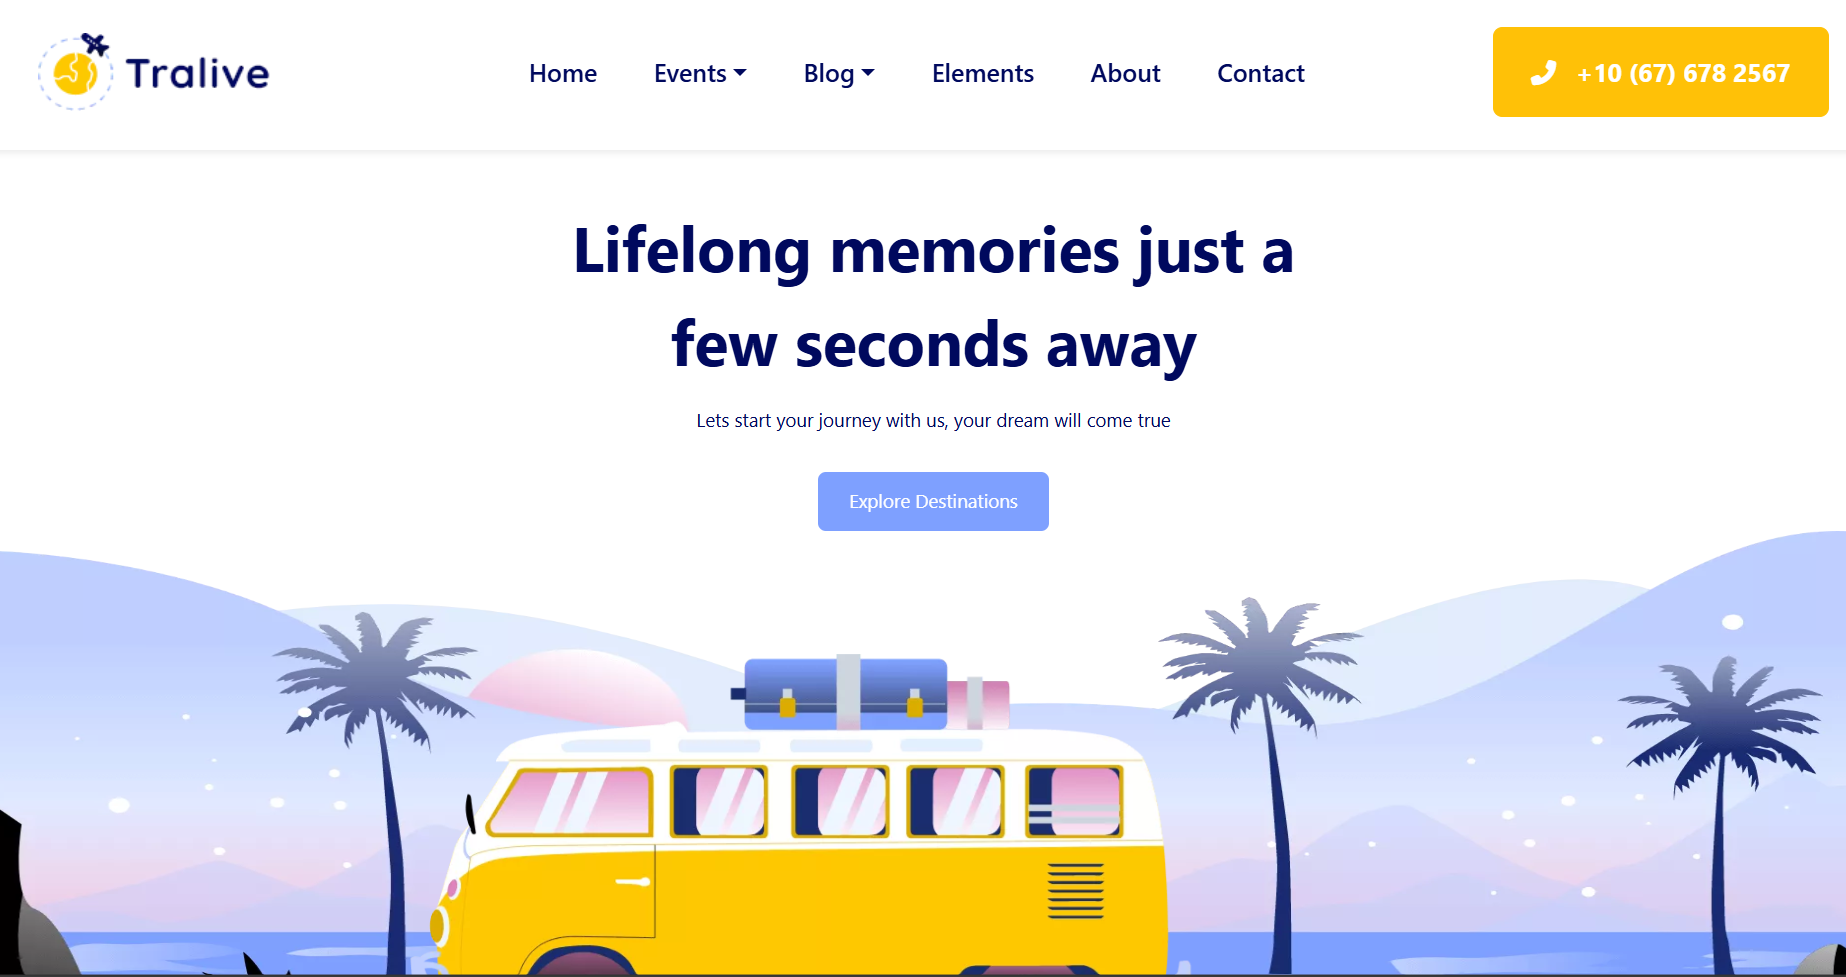 Tralive
Home
Events
Blog
Elements
About
Contact
+10 (67) 678 2567
Lifelong memories just a
few seconds away
Lets start your journey with us, your dream will come true
Explore Destinations